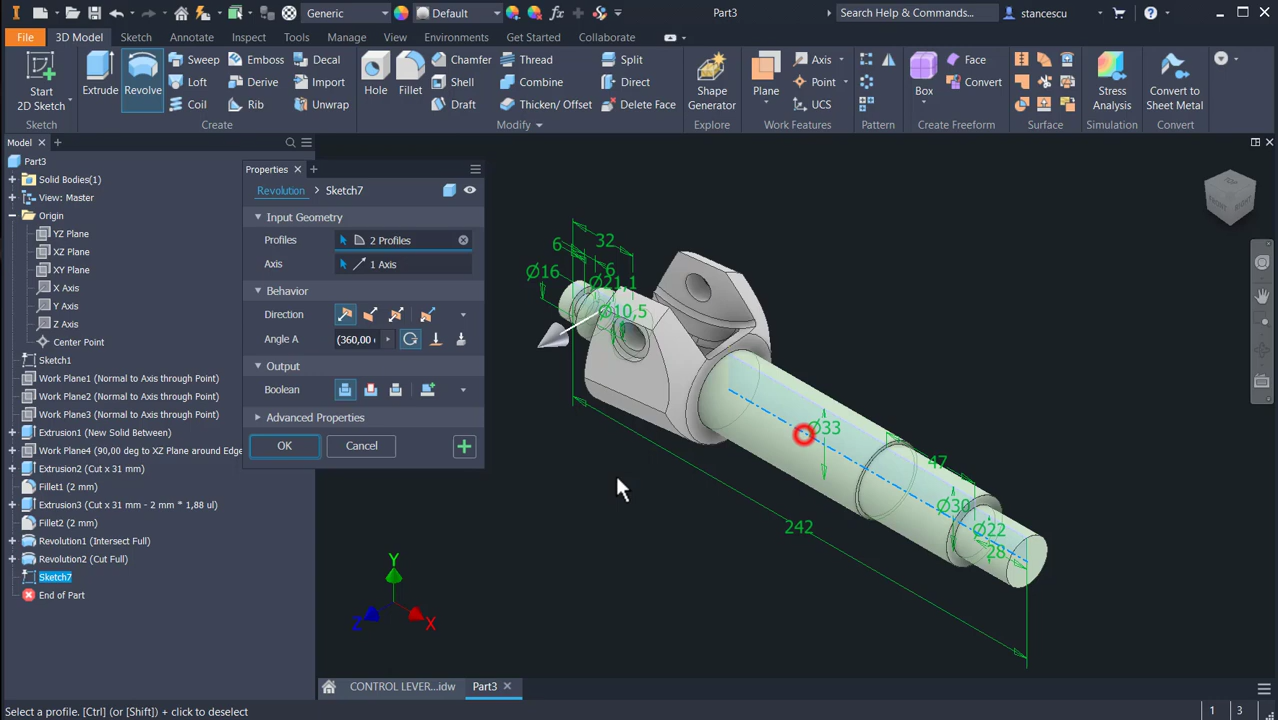 Generic
Default
fx
Part3
Search Help & Commands...
stancescu
File
3D Model
Sketch
Annotate
Inspect
Tools
Manage
View
Environments
Get Started
Collaborate
Start
2D Sketch
Extrude
Revolve
Sweep
Loft
Coil
Emboss
Derive
Rib
Decal
Import
Unwrap
Hole
Fillet
Chamfer
Shell
Draft
Thread
Combine
Thicken/ Offset
Split
Direct
Delete Face
Shape
Generator
Plane
Axis
Point
UCS
Box
Face
Convert
Stress
Analysis
Convert to
Sheet Metal
Sketch
Create
Modify
Explore
Work Features
Pattern
Create Freeform
Surface
Simulation
Convert
Model
Part3
Solid Bodies(1)
View: Master
Origin
YZ Plane
XZ Plane
XY Plane
X Axis
Y Axis
Z Axis
Center Point
Sketch1
Work Plane1 (Normal to Axis through Point)
Work Plane2 (Normal to Axis through Point)
Work Plane3 (Normal to Axis through Point)
Extrusion1 (New Solid Between)
Work Plane4 (90,00 deg to XZ Plane around Edge
Extrusion2 (Cut x 31 mm)
Fillet1 (2 mm)
Extrusion3 (Cut x 31 mm - 2 mm * 1,88 ul)
Fillet2 (2 mm)
Revolution1 (Intersect Full)
Revolution2 (Cut Full)
Sketch7
End of Part
Properties
Revolution > Sketch7
Input Geometry
Profiles
2 Profiles
Axis
1 Axis
Behavior
Direction
Angle A
(360,00
Output
Boolean
Advanced Properties
OK
Cancel
32
6
6
Ø16
Ø21,1
Ø10,5
Ø33
47
Ø30
Ø22
28
242
Y
Z
X
CONTROL LEVER...idw
Part3
Select a profile. [Ctrl] (or [Shift]) + click to deselect
1
3